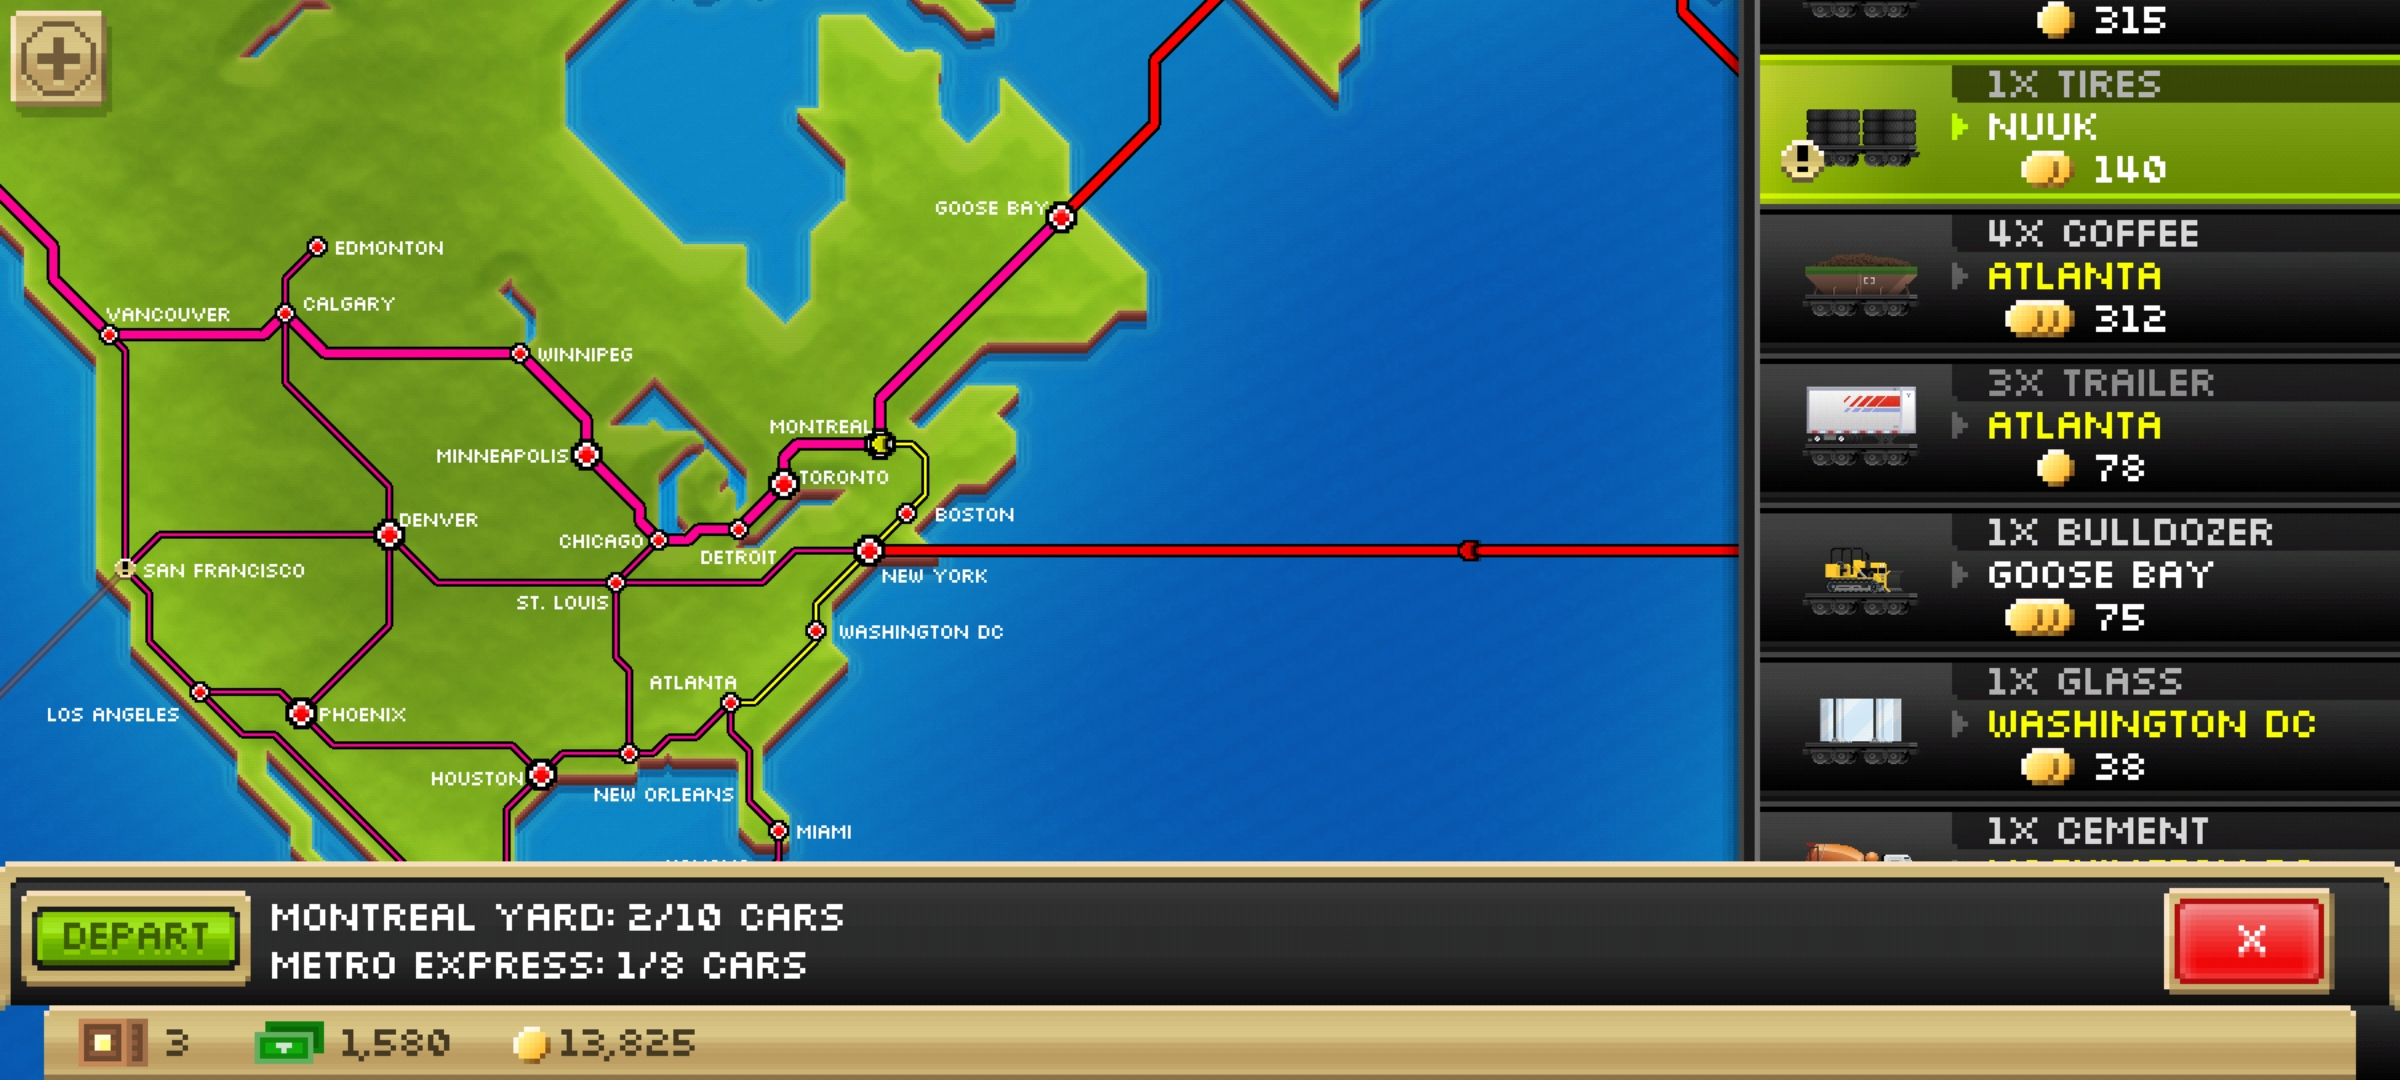 315
1X TIRES
NUUK
140
4X COFFEE
ATLANTA
312
3X TRAILER
ATLANTA
78
1X BULLDOZER
GOOSE BAY
75
1X GLASS
WASHINGTON DC
38
1X CEMENT
GOOSE BAY
EDMONTON
CALGARY
VANCOUVER
WINNIPEG
MONTREAL
MINNEAPOLIS
TORONTO
DENVER
BOSTON
CHICAGO
DETROIT
SAN FRANCISCO
NEW YORK
ST. LOUIS
WASHINGTON DC
ATLANTA
LOS ANGELES
PHOENIX
HOUSTON
NEW ORLEANS
MIAMI
DEPART
MONTREAL YARD: 2/10 CARS
METRO EXPRESS: 1/8 CARS
X
3
1,580
13,825